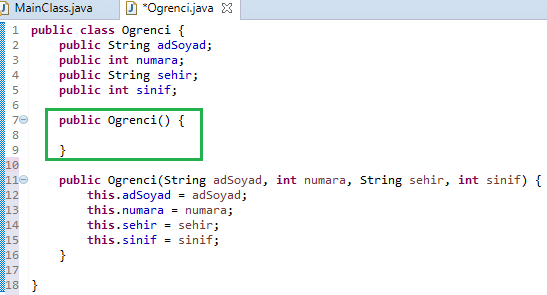 MainClass.java *Ogrenci.java
1 public class Ogrenci {
2 public String adSoyad;
3 public int numara;
4 public String sehir;
5 public int sinif;
6
7 public Ogrenci() {
8
9 }
10
11 public Ogrenci(String adSoyad, int numara, String sehir, int sinif) {
12 this.adSoyad = adSoyad;
13 this.numara = numara;
14 this.sehir = sehir;
15 this.sinif = sinif;
16 }
17
18 }